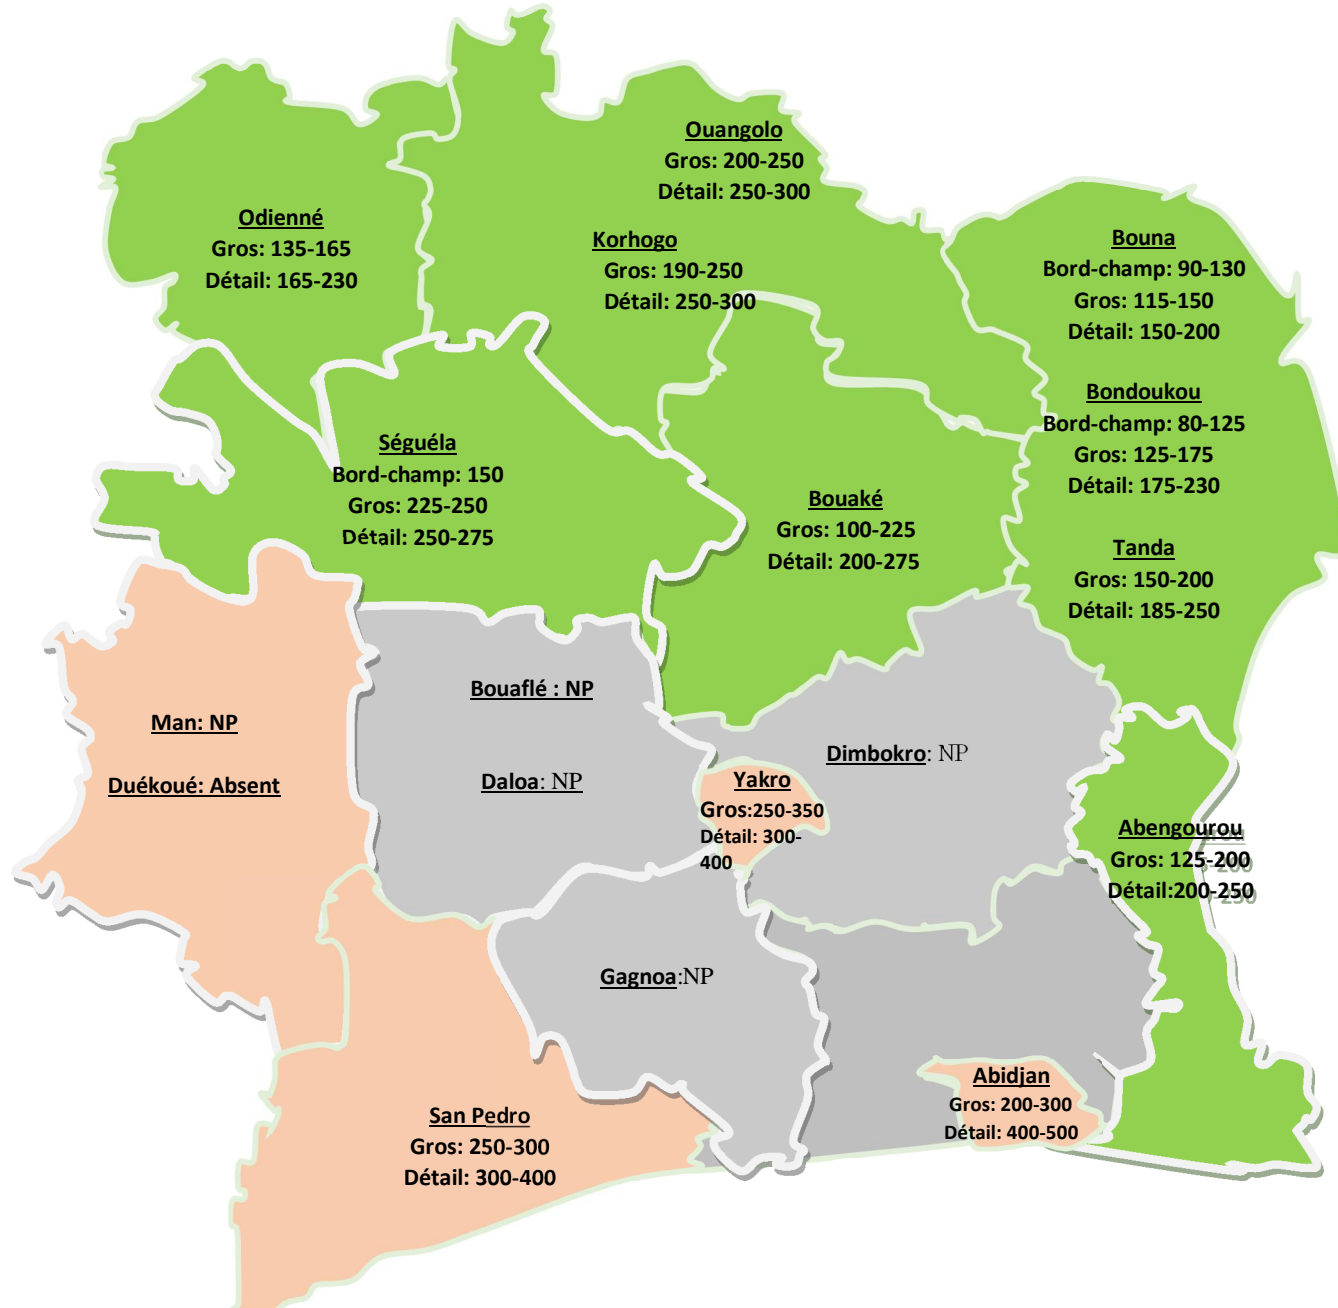 Ouangolo
Gros: 200-250
Détail: 250-300
Odienné
Gros: 135-165
Détail: 165-230
Korhogo
Gros: 190-250
Détail: 250-300
Bouna
Bord-champ: 90-130
Gros: 115-150
Détail: 150-200
Bondoukou
Bord-champ: 80-125
Gros: 125-175
Détail: 175-230
Séguéla
Bord-champ: 150
Gros: 225-250
Détail: 250-275
Bouaké
Gros: 100-225
Détail: 200-275
Tanda
Gros: 150-200
Détail: 185-250
Man: NP
Duékoué: Absent
Bouaflé : NP
Daloa: NP
Dimbokro: NP
Yakro
Gros:250-350
Détail: 300-
400
Abengourou
Gros: 125-200
Détail:200-250
Gagnoa:NP
San Pedro
Gros: 250-300
Détail: 300-400
Abidjan
Gros: 200-300
Détail: 400-500